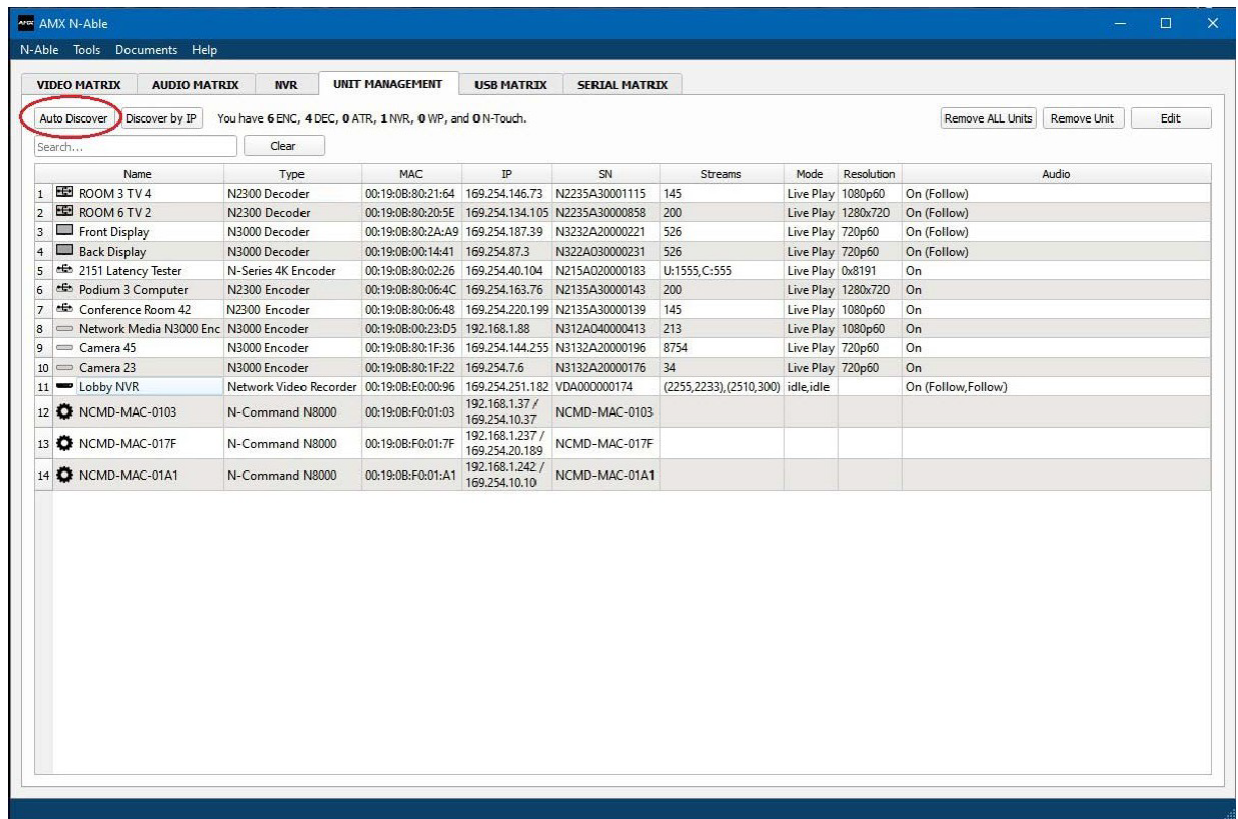 AMX AMX N-Able
N-Able Tools Documents Help
VIDEO MATRIX AUDIO MATRIX NVR UNIT MANAGEMENT USB MATRIX SERIAL MATRIX
Auto Discover Discover by IP You have 6 ENC, 4 DEC, 0 ATR, 1 NVR, 0 WP, and 0 N-Touch. Remove ALL Units Remove Unit Edit
Search... Clear
Name Type MAC IP SN Streams Mode Resolution Audio
1 ROOM 3 TV 4 N2300 Decoder 00:19:0B:80:21:64 169.254.146.73 N2235A30001115 145 Live Play 1080p60 On (Follow)
2 ROOM 6 TV 2 N2300 Decoder 00:19:0B:80:20:5E 169.254.134.105 N2235A30000858 200 Live Play 1280x720 On (Follow)
3 Front Display N3000 Decoder 00:19:0B:80:2A:A9 169.254.187.39 N3232A20000221 526 Live Play 720p60 On (Follow)
4 Back Display N3000 Decoder 00:19:0B:00:14:41 169.254.87.3 N322A030000231 526 Live Play 720p60 On (Follow)
5 2151 Latency Tester N-Series 4K Encoder 00:19:0B:80:02:26 169.254.40.104 N215A020000183 U:1555,C:555 Live Play 0x8191 On
6 Podium 3 Computer N2300 Encoder 00:19:0B:80:06:4C 169.254.163.76 N2135A30000143 200 Live Play 1280x720 On
7 Conference Room 42 N2300 Encoder 00:19:0B:80:06:48 169.254.220.199 N2135A30000139 145 Live Play 1080p60 On
8 Network Media N3000 Enc N3000 Encoder 00:19:0B:00:23:D5 192.168.1.88 N312A040000413 213 Live Play 1080p60 On
9 Camera 45 N3000 Encoder 00:19:0B:80:1F:36 169.254.144.255 N3132A20000196 8754 Live Play 720p60 On
10 Camera 23 N3000 Encoder 00:19:0B:80:1F:22 169.254.7.6 N3132A20000176 34 Live Play 720p60 On
11 Lobby NVR Network Video Recorder 00:19:0B:E0:00:96 169.254.251.182 VDA000000174 (2255,2233),(2510,300) idle,idle On (Follow,Follow)
12 NCMD-MAC-0103 N-Command N8000 00:19:0B:F0:01:03 192.168.1.37 / 169.254.10.37 NCMD-MAC-0103
13 NCMD-MAC-017F N-Command N8000 00:19:0B:F0:01:7F 192.168.1.237 / 169.254.20.189 NCMD-MAC-017F
14 NCMD-MAC-01A1 N-Command N8000 00:19:0B:F0:01:A1 192.168.1.242 / 169.254.10.10 NCMD-MAC-01A1